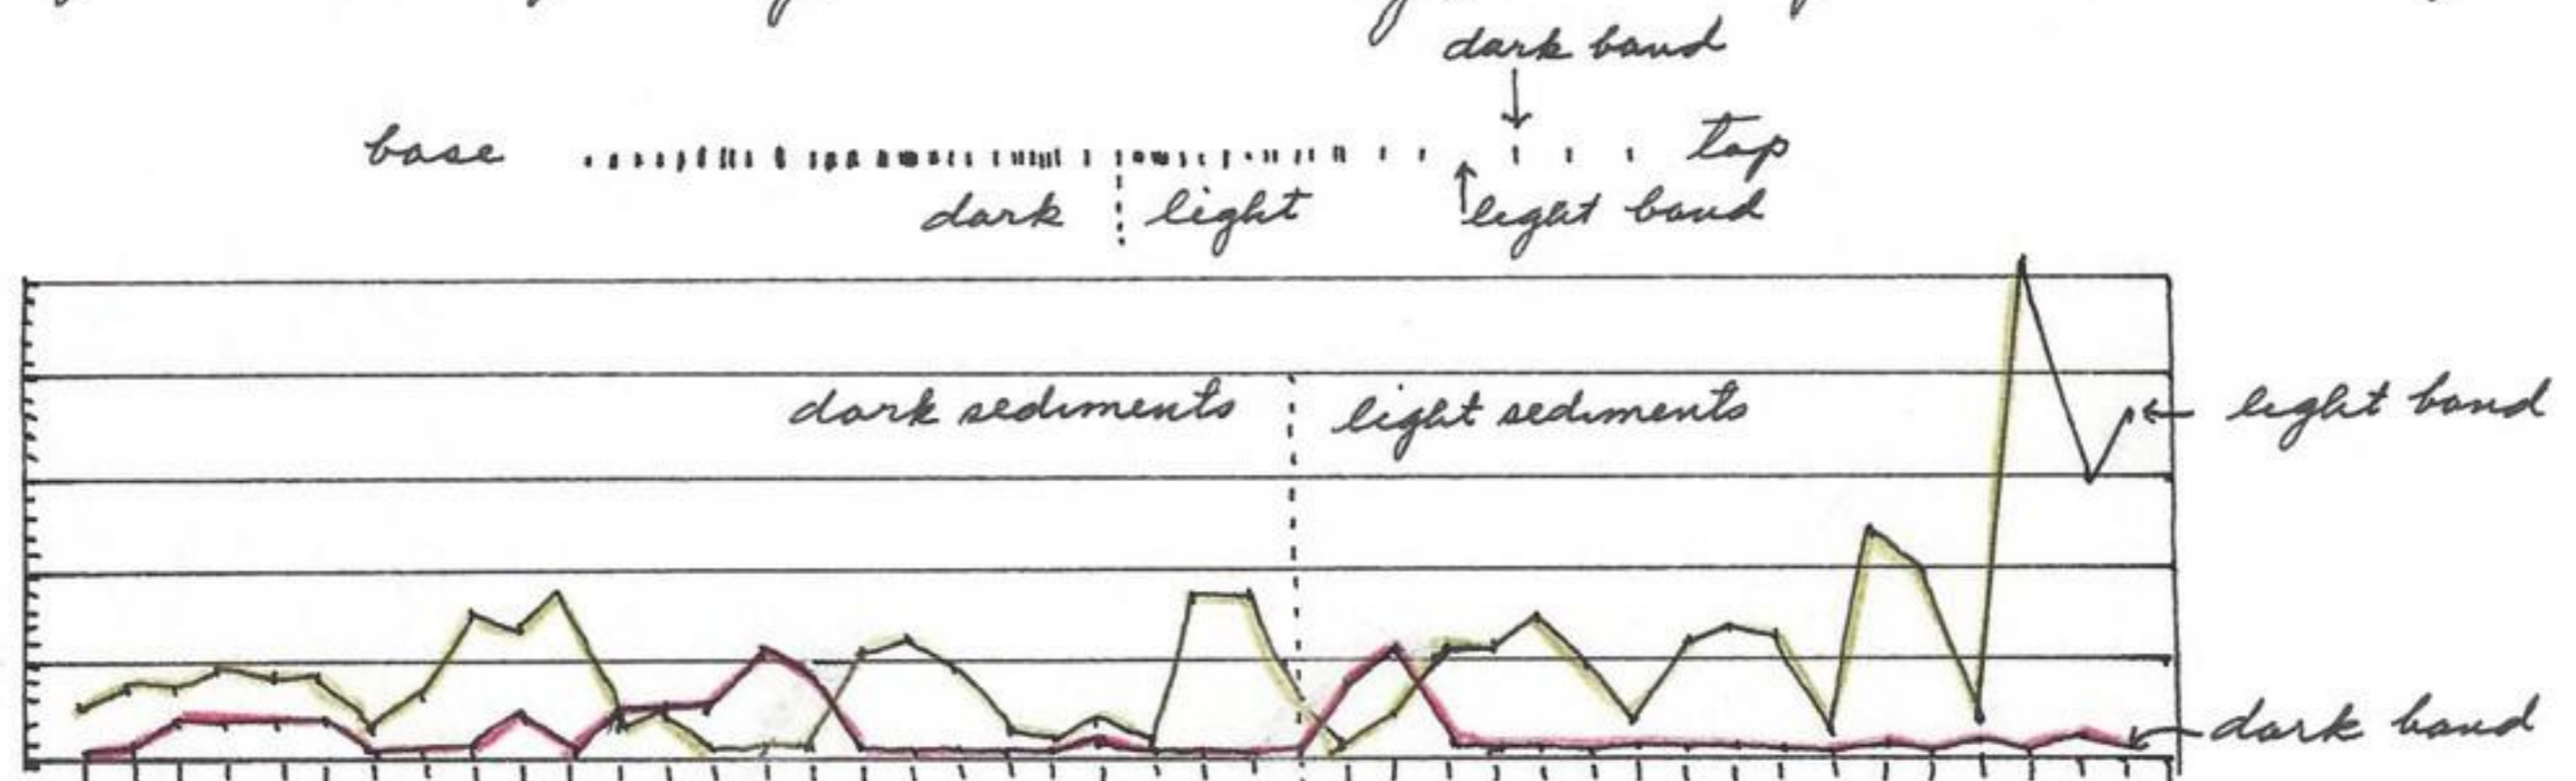 dark band
base top
dark light light band
dark sediments light sediments
light band
dark band